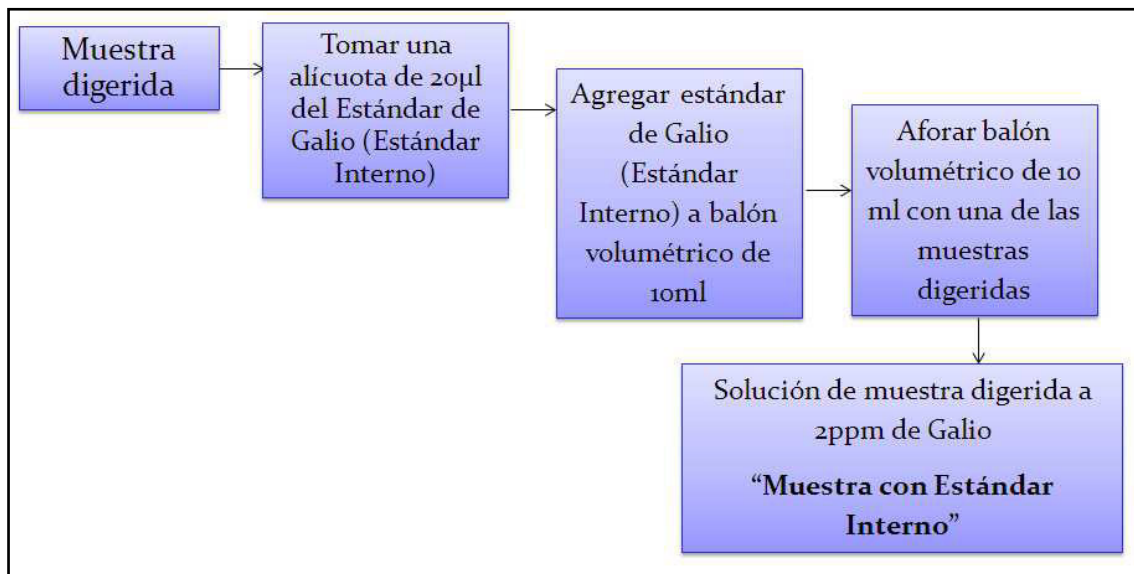 Muestra
digerida
Tomar una
alícuota de 20µl
del Estándar de
Galio (Estándar
Interno)
Agregar estándar
de Galio
(Estándar
Interno) a balón
volumétrico de
10ml
Aforar balón
volumétrico de 10
ml con una de las
muestras
digeridas
Solución de muestra digerida a
2ppm de Galio
“Muestra con Estándar
Interno”